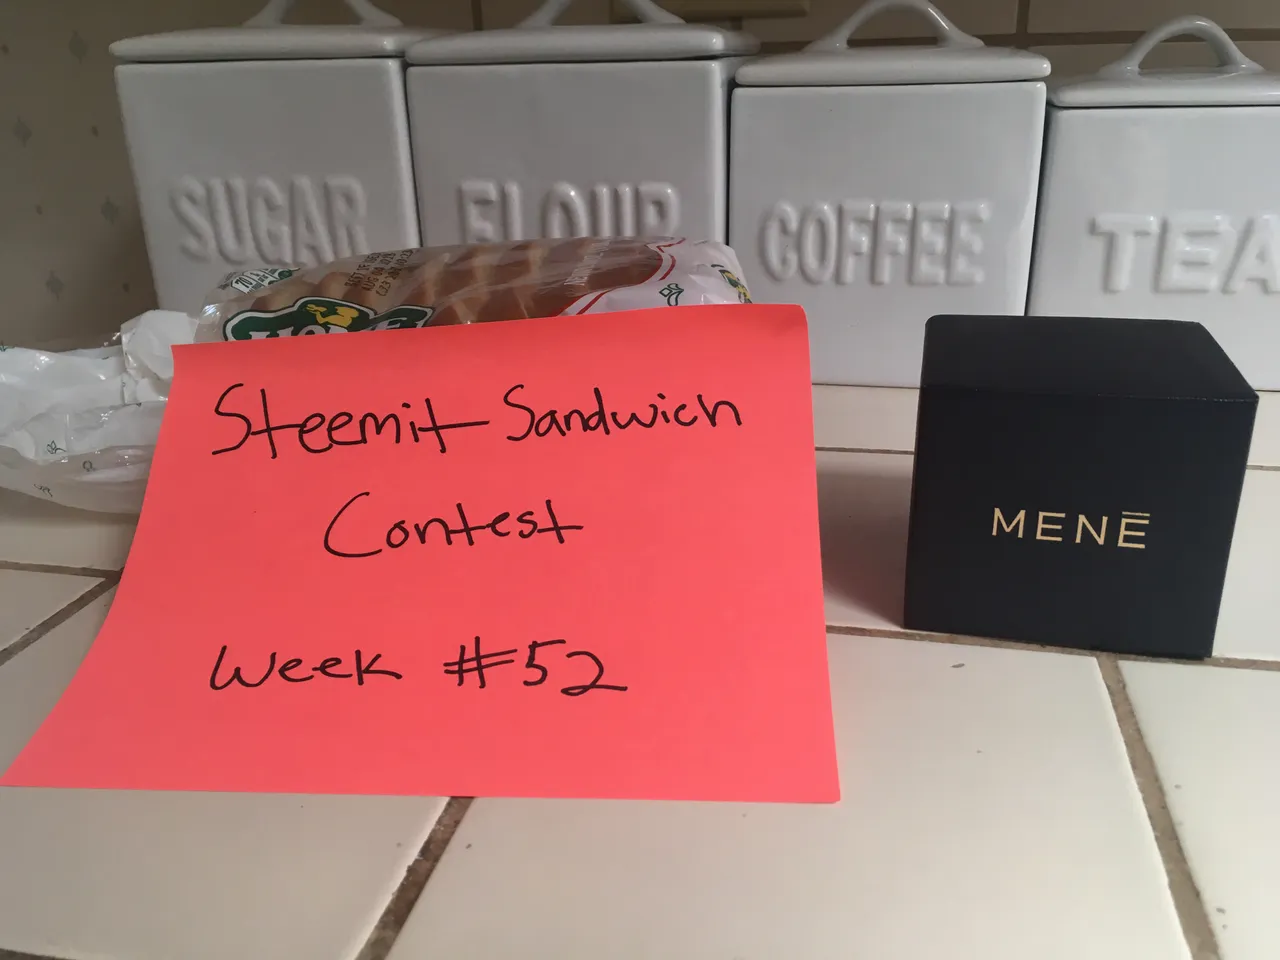 SUGAR
FLOUR
COFFEE
TEA
Steemit Sandwich
Contest
Week #52
MENĒ